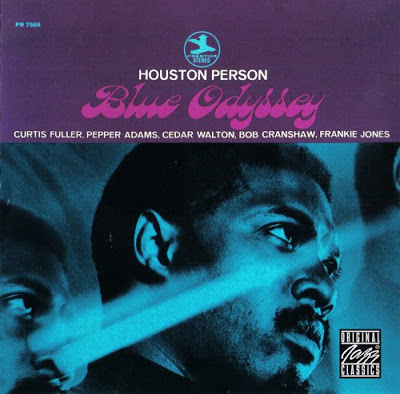 PR 7566
PRESTIGE
STEREO
HOUSTON PERSON
Blue Odyssey
CURTIS FULLER, PEPPER ADAMS, CEDAR WALTON, BOB CRANSHAW, FRANKIE JONES
ORIGINAL
Jazz
CLASSICS